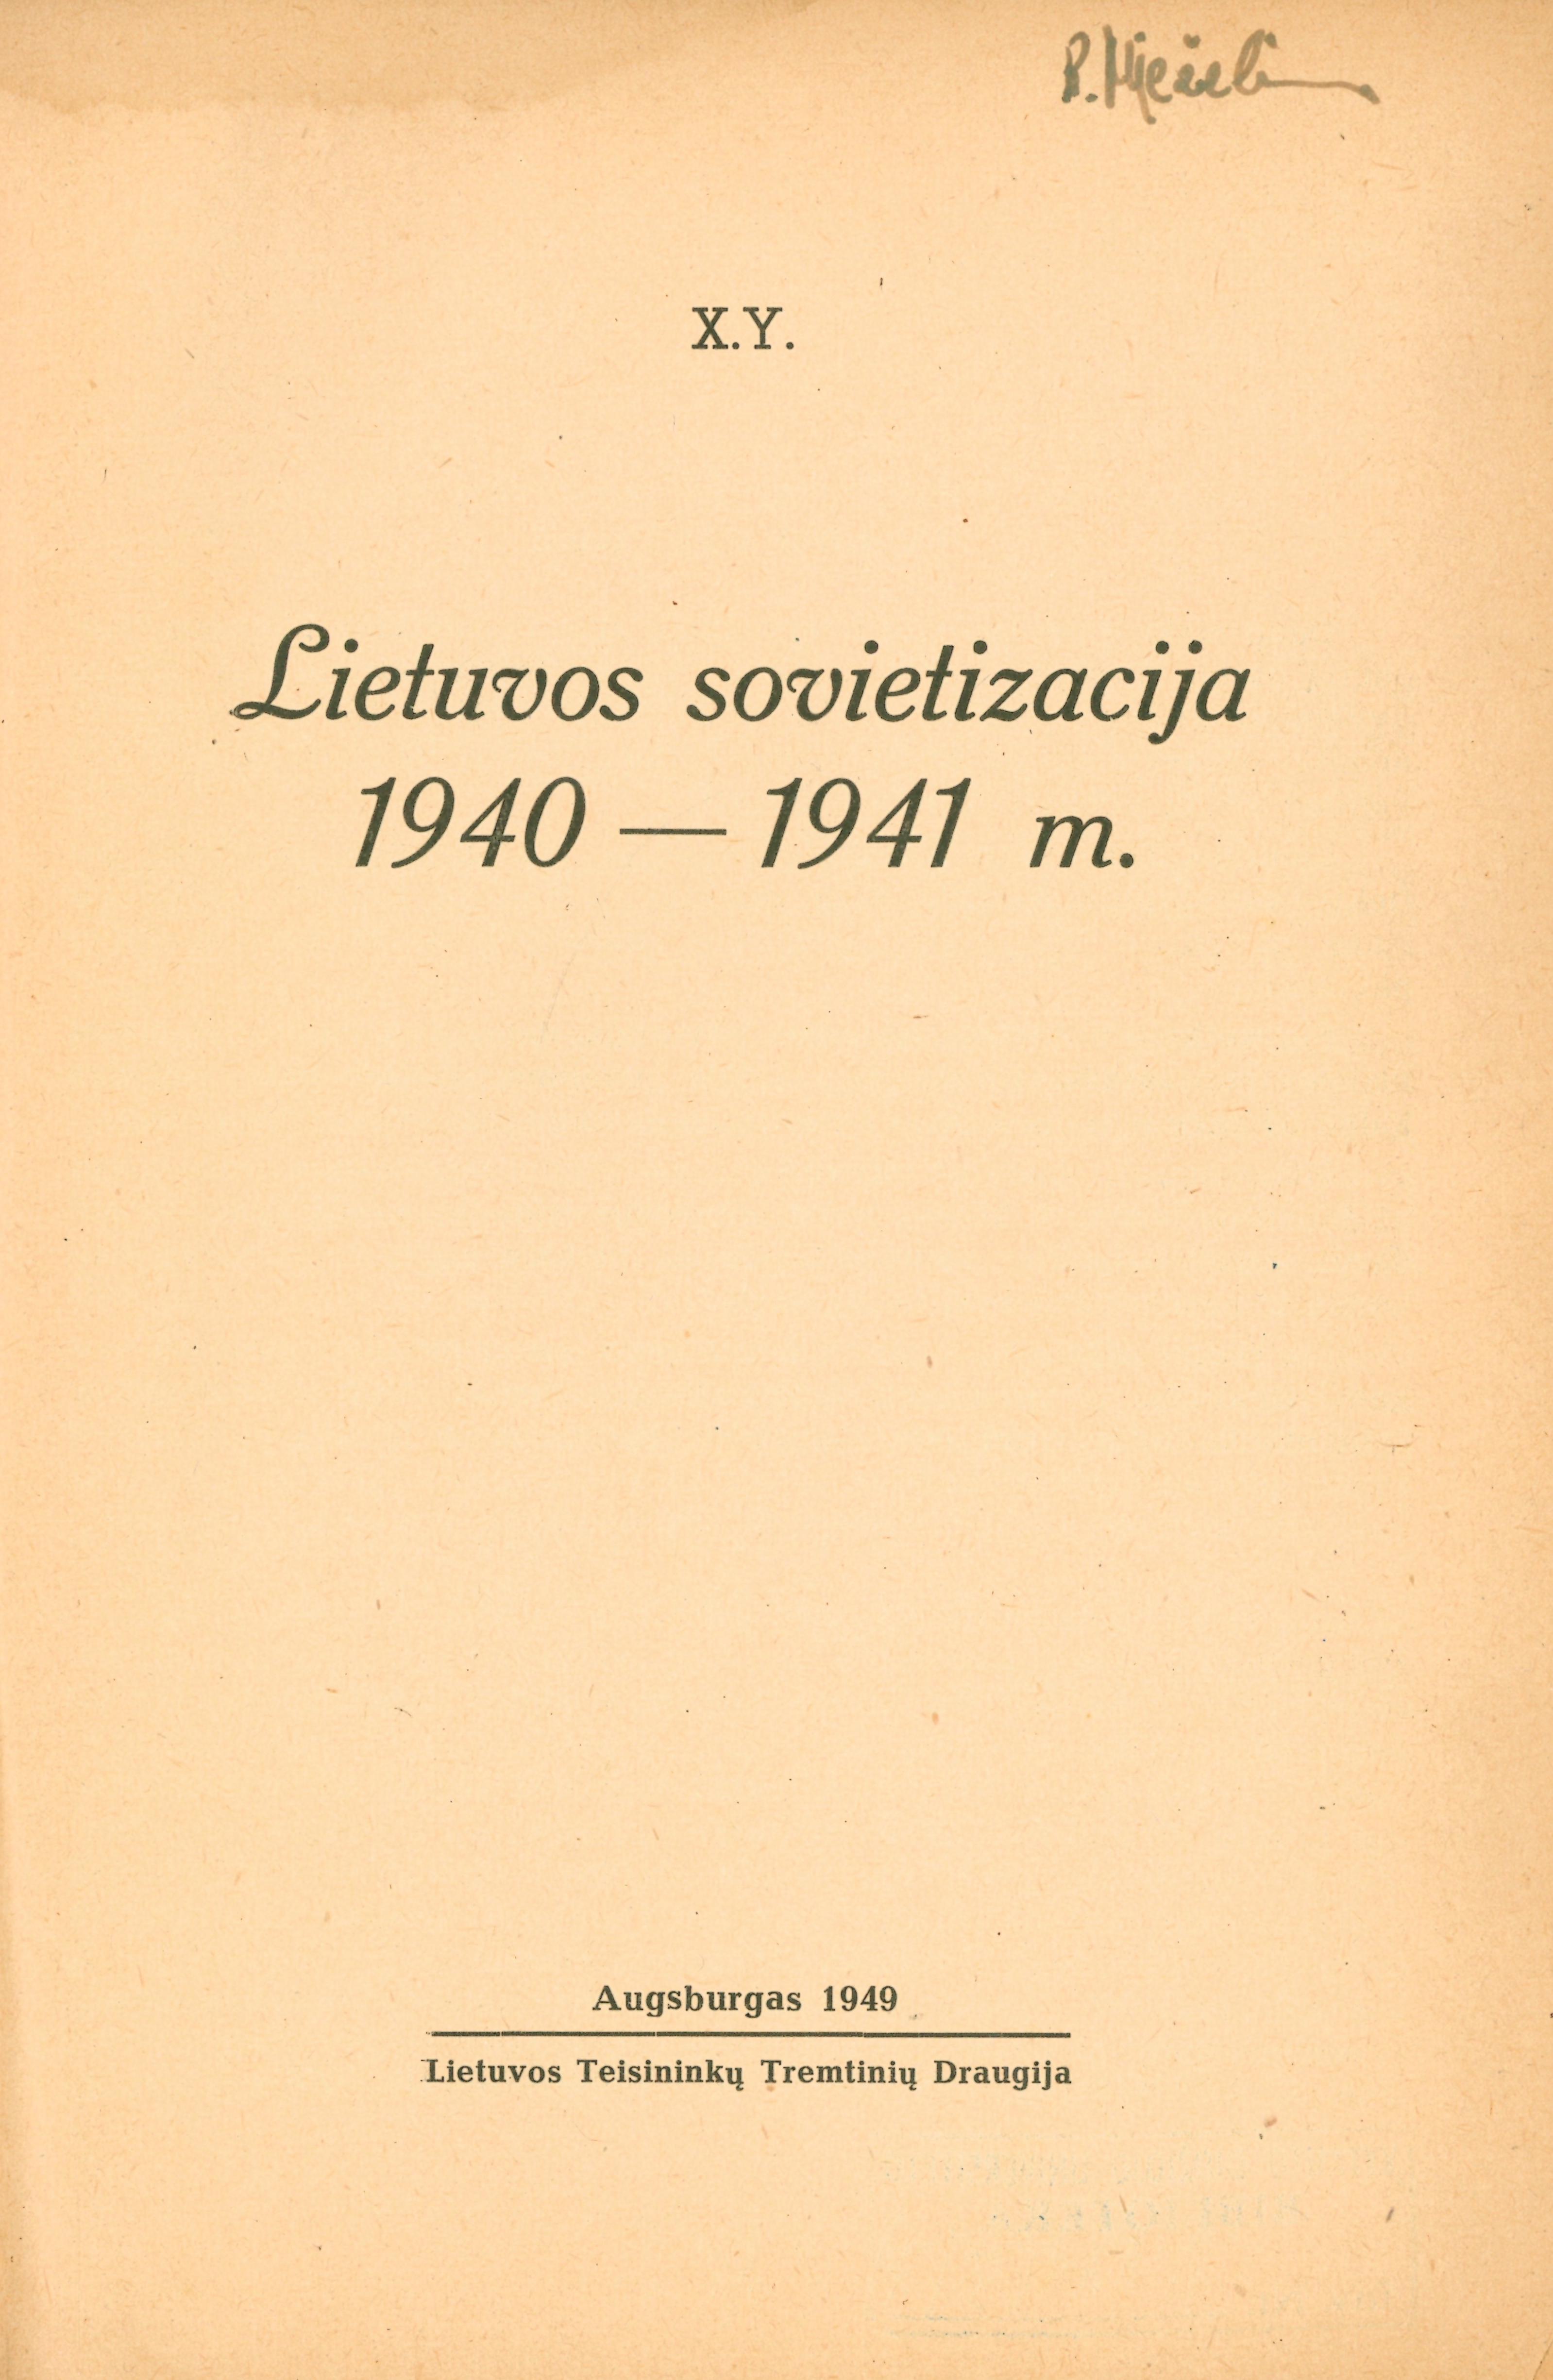 X.Y.
Lietuvos sovietizacija
1940 — 1941 m.
Augsburgas 1949
Lietuvos Teisininkų Tremtinių Draugija